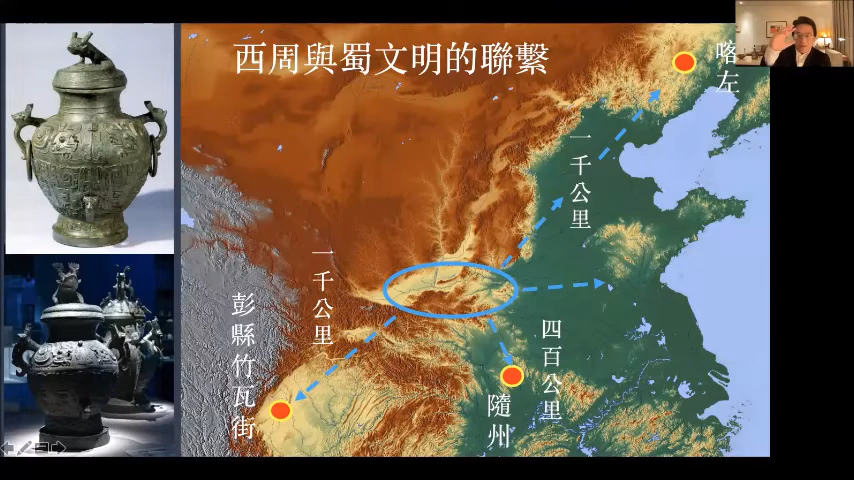 西周與蜀文明的聯繫
喀左
一千公里
一千公里
彭縣竹瓦街
四百公里
隨州